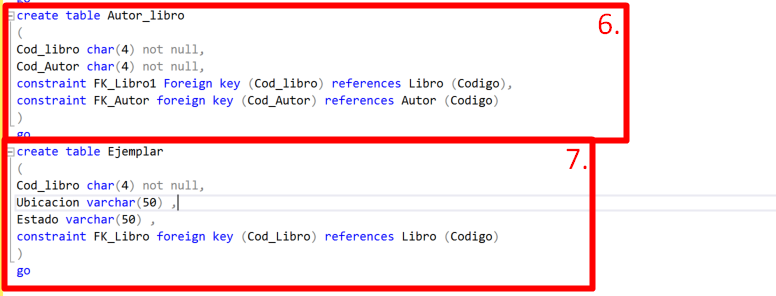 go
create table Autor_libro
6.
(
Cod_libro char(4) not null,
Cod_Autor char(4) not null,
constraint FK_Libro1 Foreign key (Cod_libro) references Libro (Codigo),
constraint FK_Autor foreign key (Cod_Autor) references Autor (Codigo)
)
go
create table Ejemplar
7.
(
Cod_libro char(4) not null,
Ubicacion varchar(50) ,
Estado varchar(50) ,
constraint FK_Libro foreign key (Cod_Libro) references Libro (Codigo)
)
go